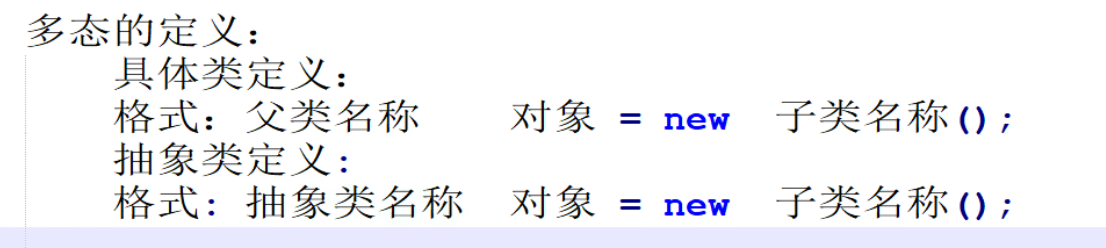 多态的定义:
具体类定义:
格式: 父类名称 对象 = new 子类名称();
抽象类定义:
格式: 抽象类名称 对象 = new 子类名称();